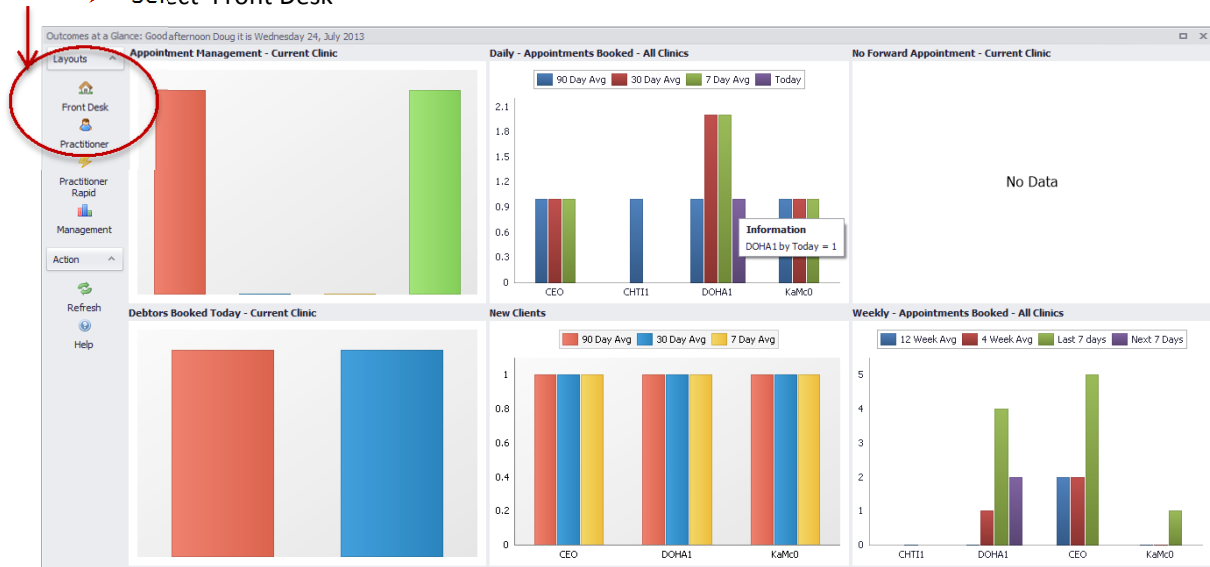 Select 'Front Desk'
Outcomes at a Glance: Good afternoon Doug it is Wednesday 24, July 2013
Layouts
Front Desk
Practitioner
Practitioner
Rapid
Management
Action
Refresh
Help
Appointment Management - Current Clinic
Daily - Appointments Booked - All Clinics
90 Day Avg 30 Day Avg 7 Day Avg Today
2.1
1.8
1.5
1.2
0.9
0.6
0.3
0
CEO CHTI1 DOHA1 KaMc0
Information
DOHA1 by Today = 1
No Forward Appointment - Current Clinic
No Data
Debtors Booked Today - Current Clinic
New Clients
90 Day Avg 30 Day Avg 7 Day Avg
1
0.8
0.6
0.4
0.2
0
CEO DOHA1 KaMc0
Weekly - Appointments Booked - All Clinics
12 Week Avg 4 Week Avg Last 7 days Next 7 Days
5
4
3
2
1
0
CHTI1 DOHA1 CEO KaMc0